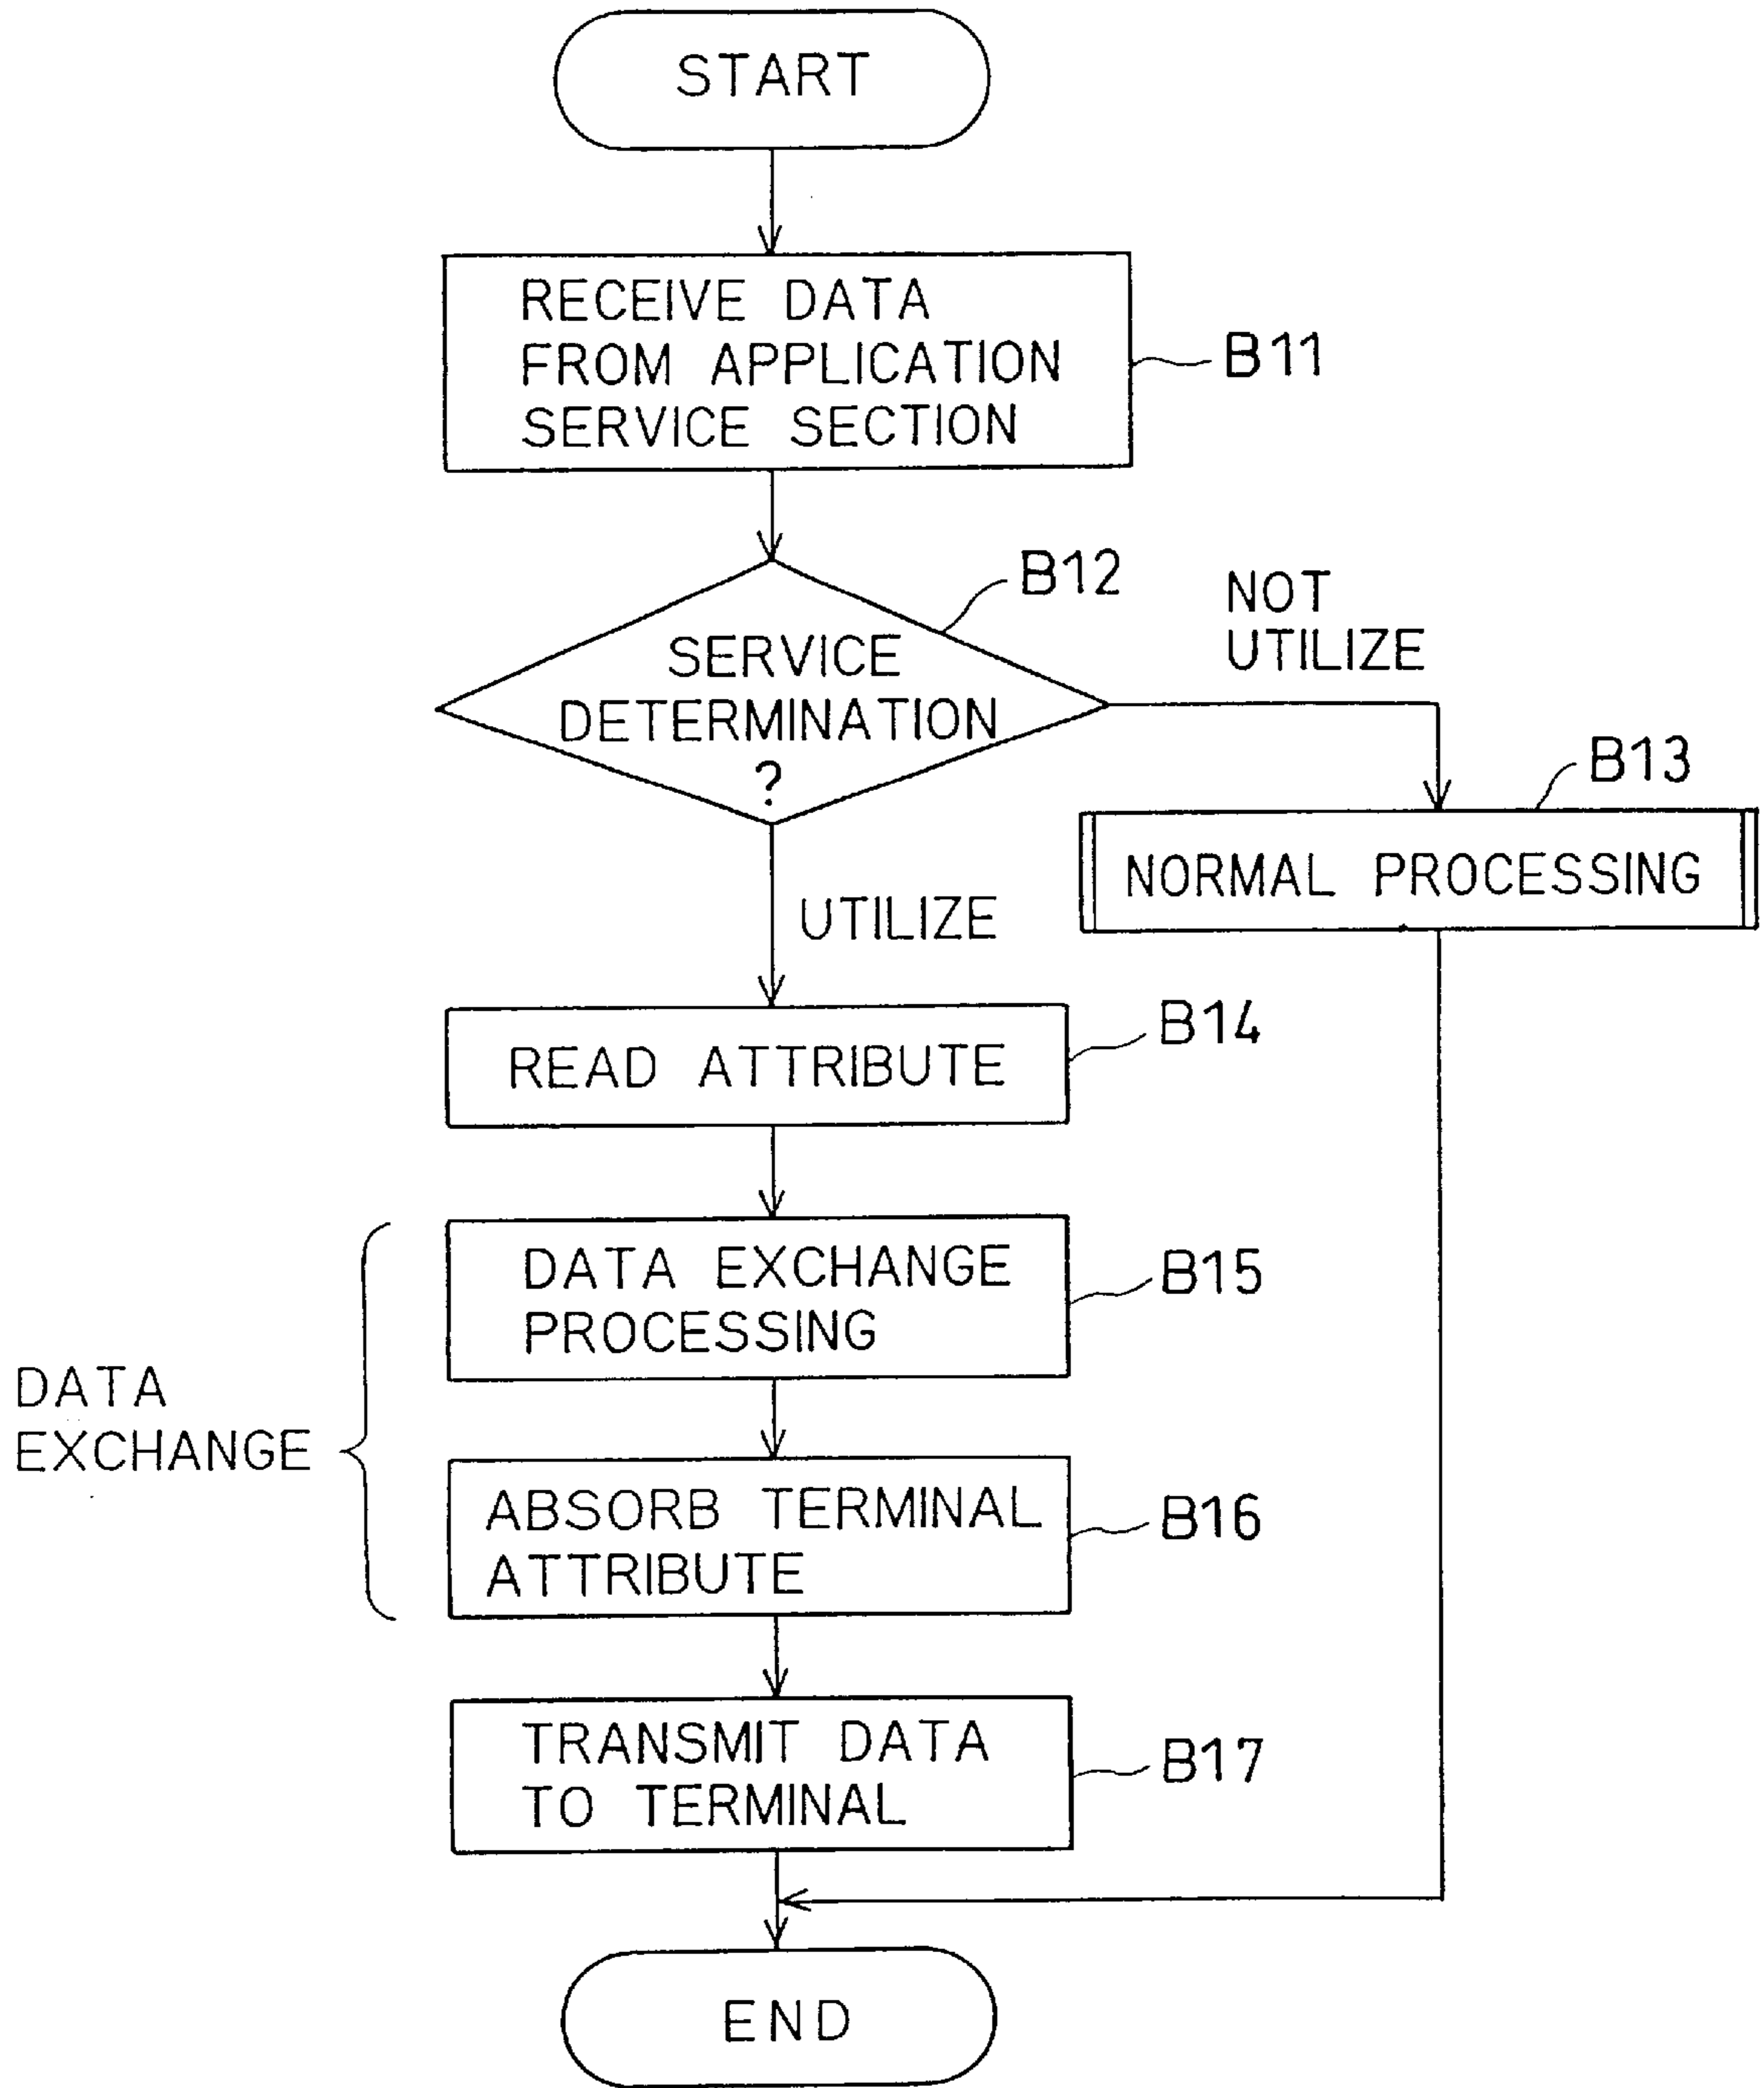 START
RECEIVE DATA
FROM APPLICATION
SERVICE SECTION
B11
B12
SERVICE
DETERMINATION
?
NOT
UTILIZE
B13
NORMAL PROCESSING
UTILIZE
READ ATTRIBUTE
B14
DATA EXCHANGE
PROCESSING
B15
DATA
EXCHANGE
ABSORB TERMINAL
ATTRIBUTE
B16
TRANSMIT DATA
TO TERMINAL
B17
END